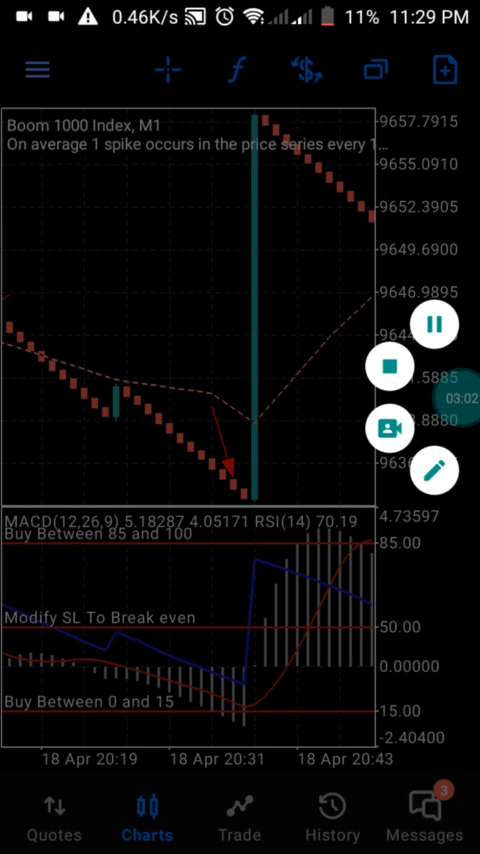 0.46K/s 11% 11:29 PM
Boom 1000 Index, M1
On average 1 spike occurs in the price series every 1...
9657.7915
9655.0910
9652.3905
9649.6900
9646.9895
9644
.5885
03:02
.8880
963
MACD(12,26,9) 5.18287,4.05171 RSI(14) 70.19
4.73597
Buy Between 85 and 100
85.00
Modify SL To Break even
50.00
0.00000
Buy Between 0 and 15
15.00
-2.40400
18 Apr 20:19 18 Apr 20:31 18 Apr 20:43
3
Quotes Charts Trade History Messages